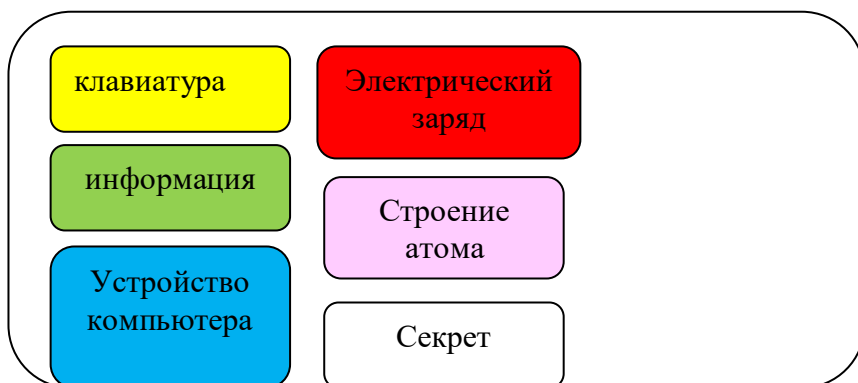 клавиатура
информация
Устройство
компьютера
Электрический
заряд
Строение
атома
Секрет